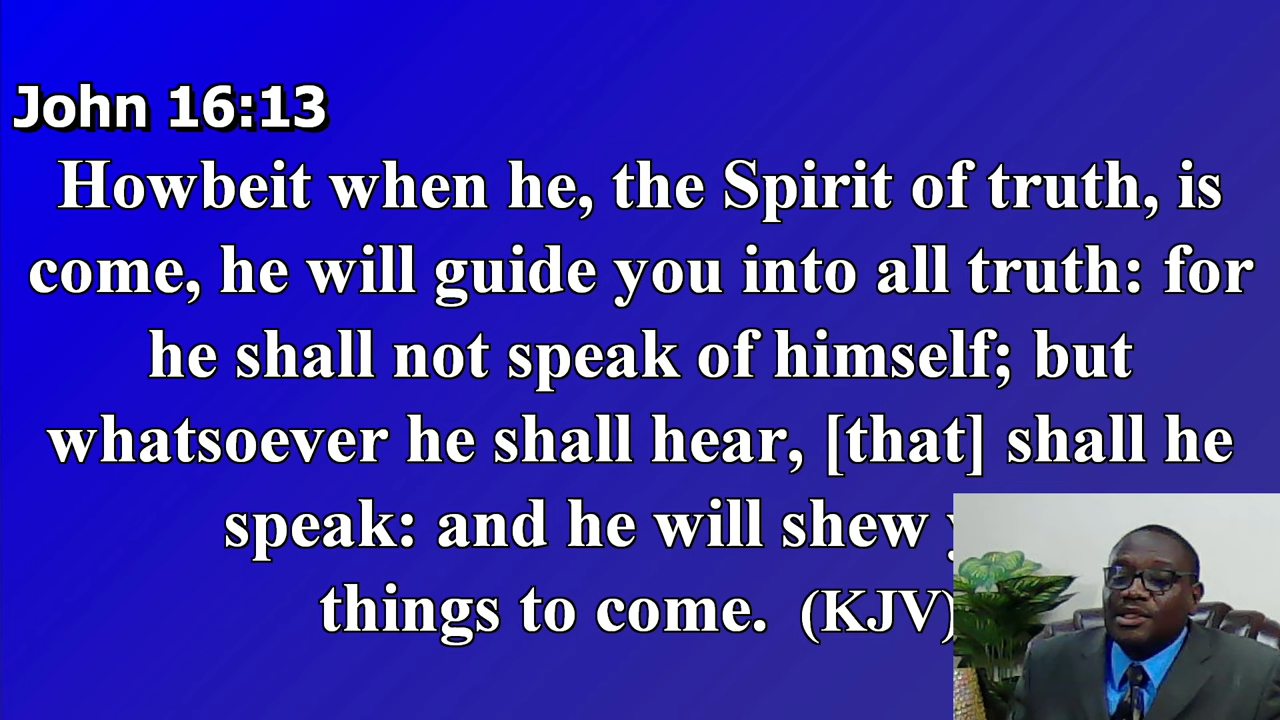 John 16:13
Howbeit when he, the Spirit of truth, is
come, he will guide you into all truth: for
he shall not speak of himself; but
whatsoever he shall hear, [that] shall he
speak: and he will shew
things to come. (KJV)